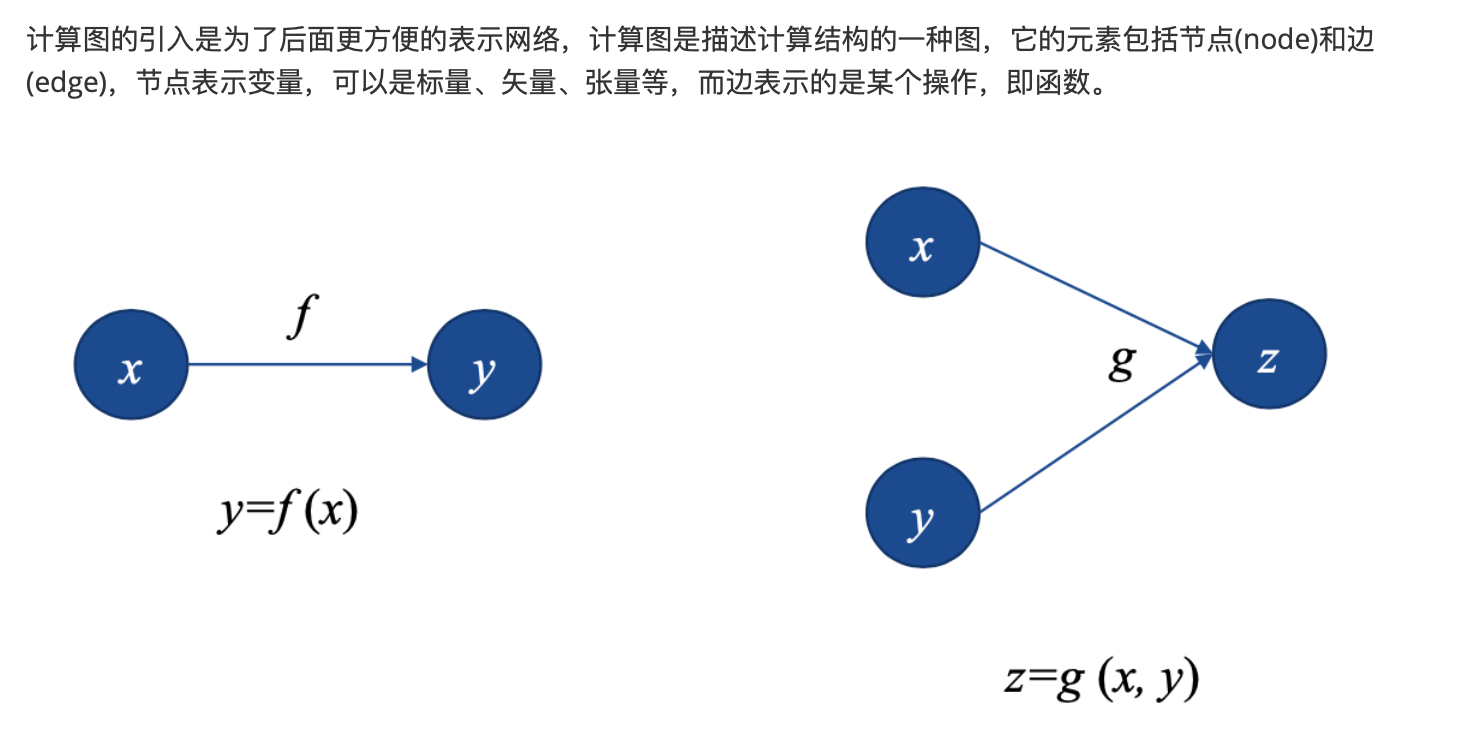 计算图的引入是为了后面更方便的表示网络，计算图是描述计算结构的一种图，它的元素包括节点(node)和边
(edge)，节点表示变量，可以是标量、矢量、张量等，而边表示的是某个操作，即函数。
x
f
y
y=f (x)
x
g
z
y
z=g (x, y)